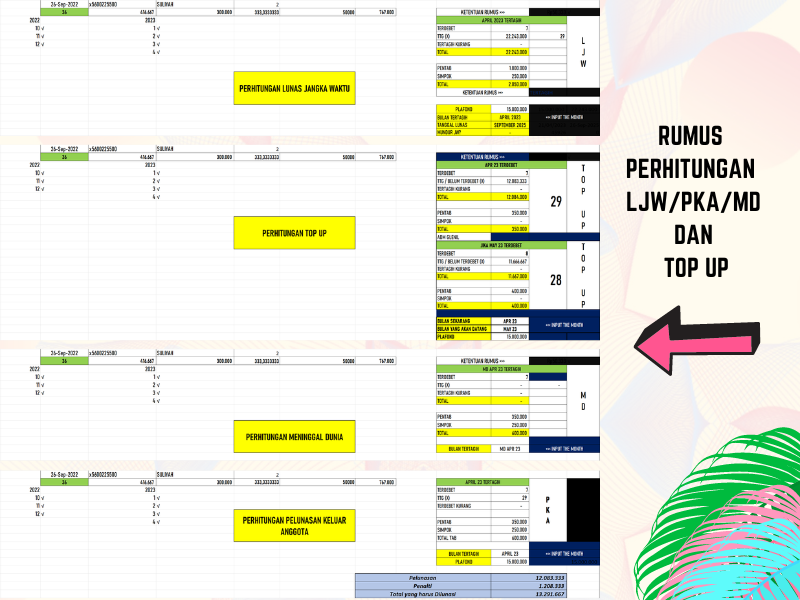 26-Sep-2022 x5600225500 SULMAH 2
36 416.667 300.000 333,3333333 50000 767.000
2022 2023
10 √ 1 √
11 √ 2 √
12 √ 3 √
4 √
PERHITUNGAN LUNAS JANGKA WAKTU
KETENTUAN RUMUS >>>
APRIL 2023 TERTAGIH
TERDEBET 7
TTG (X) 22.243.000 29
TERTAGIH KURANG -
TOTAL 22.243.000
PENTAB 1.800.000
SIMPOK 250.000
TOTAL 2.050.000
KETENTUAN RUMUS >>>
L
J
W
PLAFOND 15.000.000
BULAN TERTAGIH APRIL 2023
TANGGAL LUNAS SEPTEMBER 2025
MUNDUR JW? -
<<< INPUT THE MONTH
26-Sep-2022 x5600225500 SULMAH 2
36 416.667 300.000 333,3333333 50000 767.000
2022 2023
10 √ 1 √
11 √ 2 √
12 √ 3 √
4 √
PERHITUNGAN TOP UP
KETENTUAN RUMUS >>>
APR 23 TERDEBET
TERDEBET 7
TTG / BELUM TERDEBET (X) 12.083.333
TERTAGIH KURANG -
TOTAL 12.084.000
PENTAB 350.000
SIMPOK -
TOTAL 350.000
29
T
O
P
U
P
JIKA MAY 23 TERDEBET
TERDEBET 8
TTG / BELUM TERDEBET (X) 11.666.667
TERTAGIH KURANG -
TOTAL 11.667.000
PENTAB 400.000
SIMPOK -
TOTAL 400.000
28
T
O
P
U
P
BULAN SEKARANG APR 23
BULAN YANG AKAN DATANG MAY 23
PLAFOND 15.000.000
<<< INPUT THE MONTH
26-Sep-2022 x5600225500 SULMAH 2
36 416.667 300.000 333,3333333 50000 767.000
2022 2023
10 √ 1 √
11 √ 2 √
12 √ 3 √
4 √
PERHITUNGAN MENINGGAL DUNIA
KETENTUAN RUMUS >>>
MD APR 23 TERTAGIH
TERDEBET 7
TTG (X) - -
TERTAGIH KURANG -
TOTAL -
PENTAB 350.000
SIMPOK 250.000
TOTAL 600.000
M
D
BULAN TERTAGIH MD APR 23 <<< INPUT THE MONTH
26-Sep-2022 x5600225500 SULMAH 2
36 416.667 300.000 333,3333333 50000 767.000
2022 2023
10 √ 1 √
11 √ 2 √
12 √ 3 √
4 √
PERHITUNGAN PELUNASAN KELUAR
ANGGOTA
APRIL 23 TERTAGIH
TERDEBET 7
TTG (X) 29
TERTAGIH KURANG -
PENTAB 350.000
SIMPOK 250.000
TOTAL TAB 600.000
P
K
A
BULAN TERTAGIH APRIL 23
PLAFOND 15.000.000
<<< INPUT THE MONTH
Pelunasan 12.083.333
Penalti 1.208.333
Total yang harus Dilunasi 13.291.667
RUMUS
PERHITUNGAN
LJW/PKA/MD
DAN
TOP UP